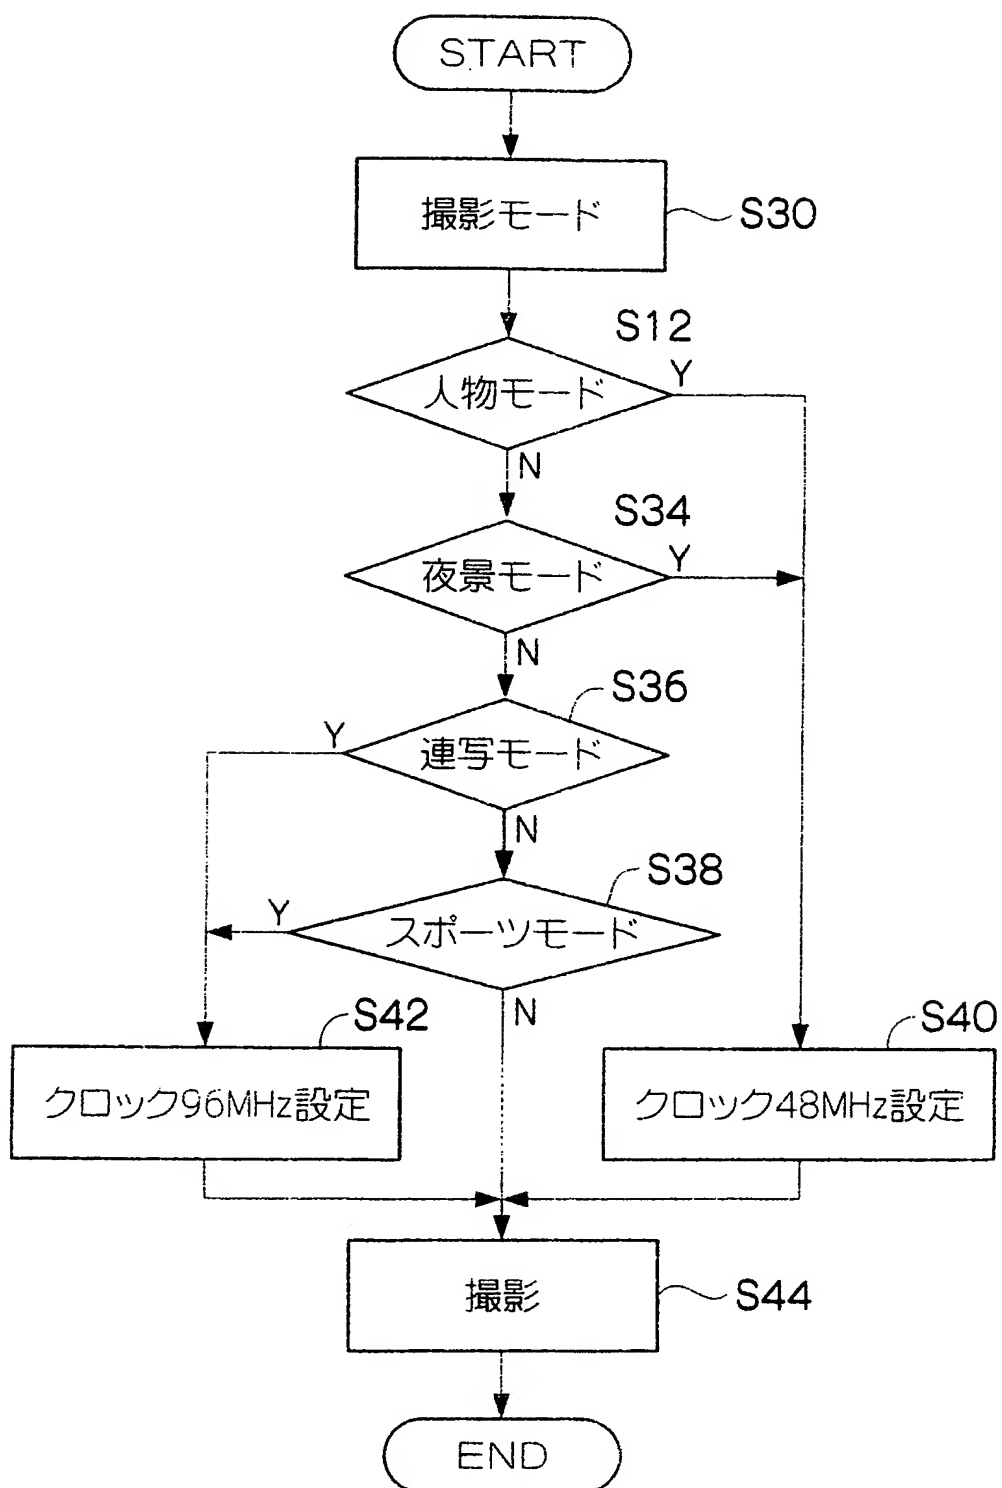 START
撮影モード
S30
S12
人物モード
Y
N
S34
夜景モード
Y
N
S36
Y
連写モード
N
S38
Y
スポーツモード
N
S42
S40
クロック96MHz設定
クロック48MHz設定
撮影
S44
END